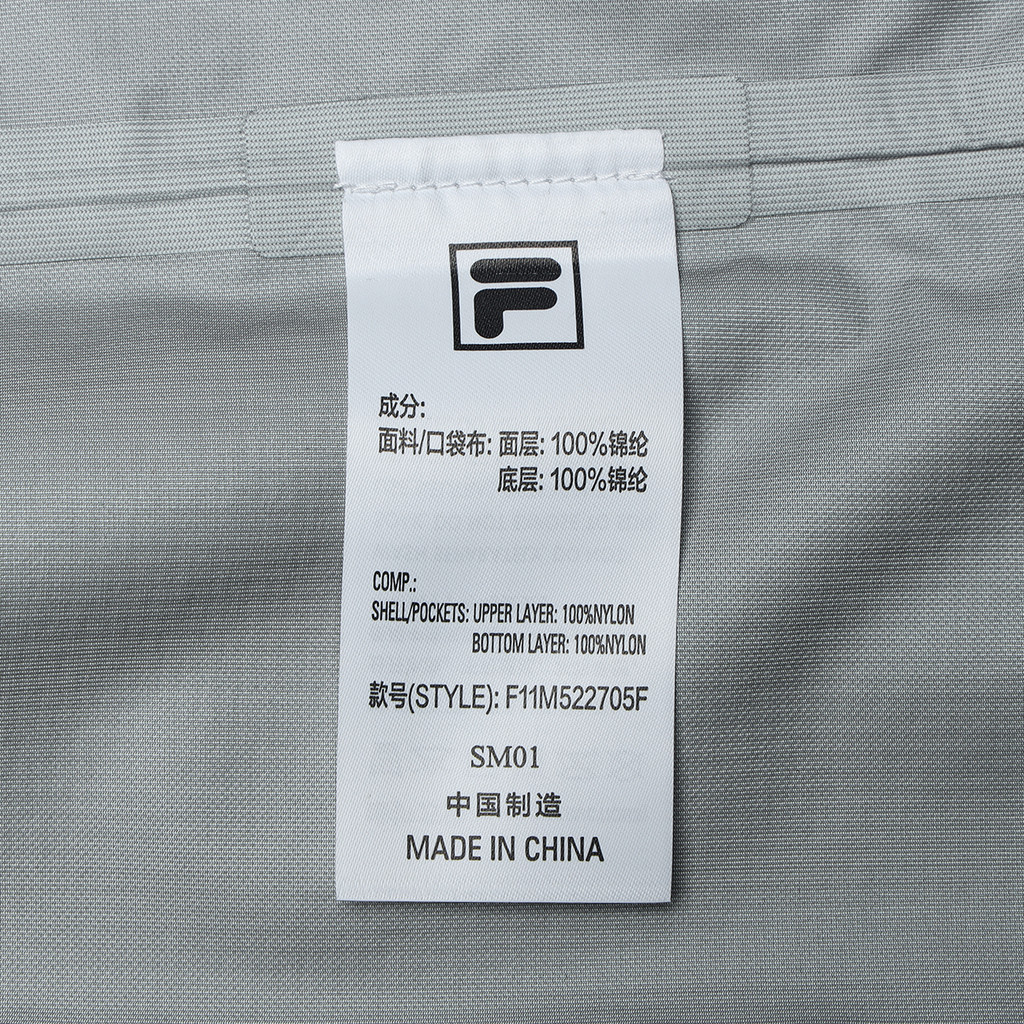 F
成分:
面料/口袋布: 面层: 100%锦纶
底层: 100%锦纶
COMP.:
SHELL/POCKETS: UPPER LAYER: 100%NYLON
BOTTOM LAYER: 100%NYLON
款号(STYLE): F11M522705F
SM01
中国制造
MADE IN CHINA